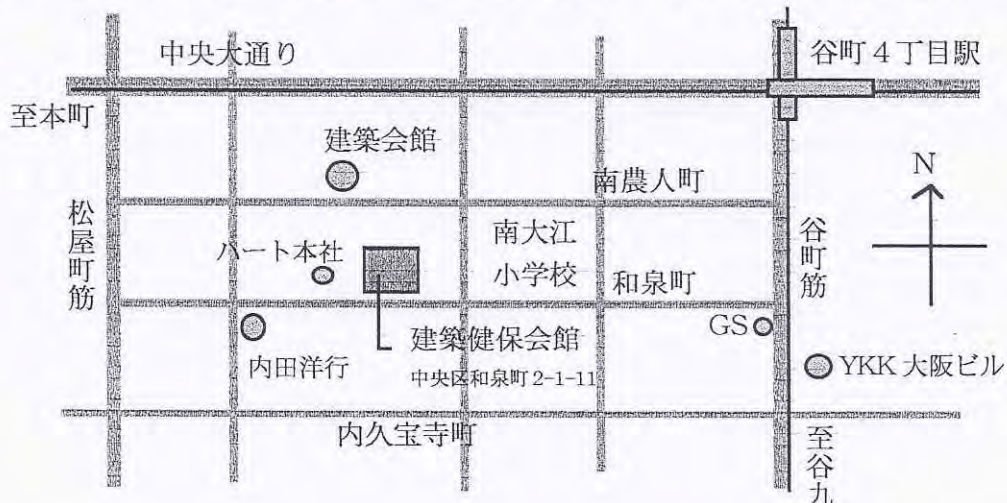 中央大通り
谷町4丁目駅
至本町
建築会館
N
南農人町
松屋町筋
ハート本社
南大江
小学校
谷町筋
和泉町
GS
建築健保会館
中央区和泉町2-1-11
内田洋行
YKK大阪ビル
内久宝寺町
至谷九